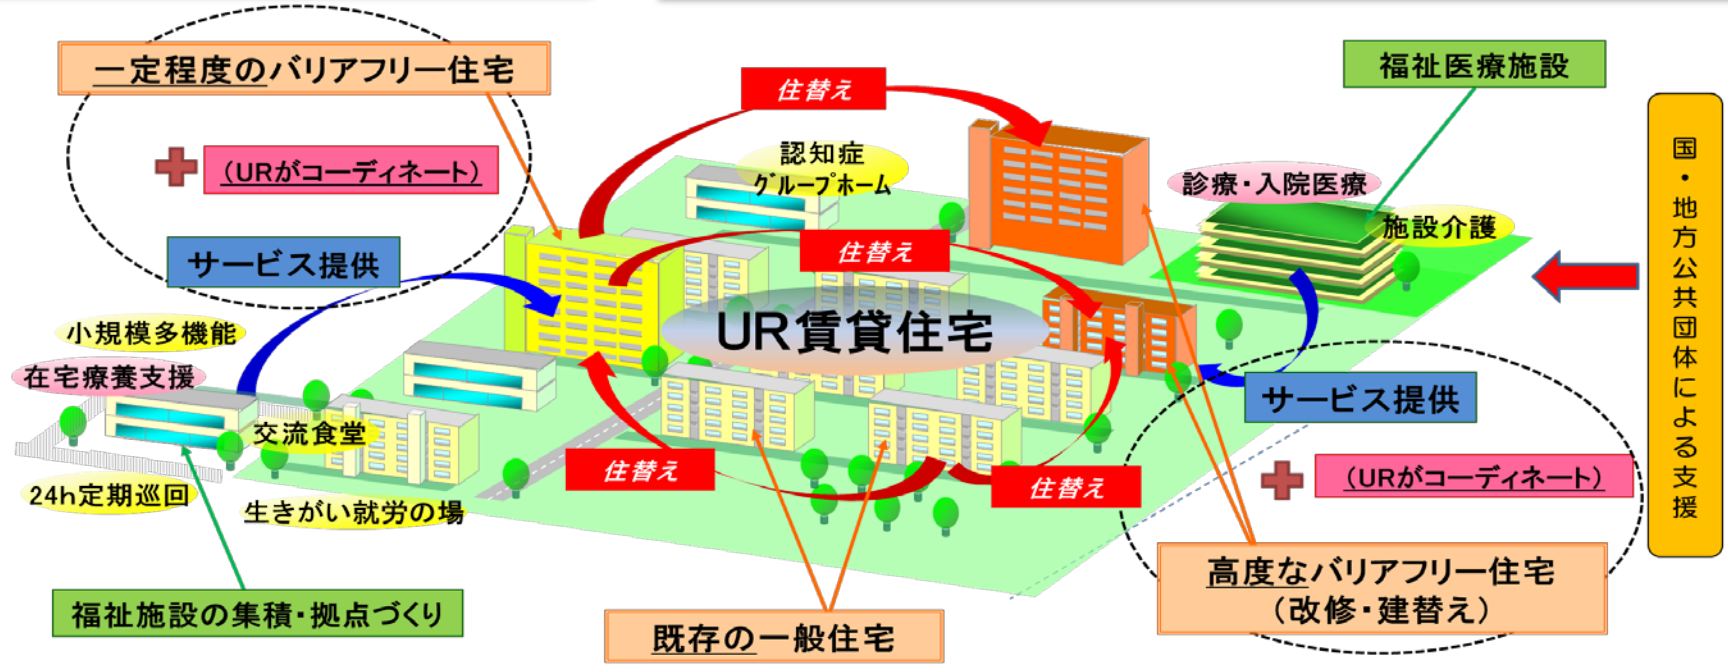 一定程度のバリアフリー住宅
(URがコーディネート)
サービス提供
小規模多機能
在宅療養支援
交流食堂
24h定期巡回
生きがい就労の場
福祉施設の集積・拠点づくり
住替え
認知症
グループホーム
住替え
UR賃貸住宅
住替え
住替え
既存の一般住宅
福祉医療施設
診療・入院医療
施設介護
サービス提供
(URがコーディネート)
高度なバリアフリー住宅
(改修・建替え)
国・地方公共団体による支援